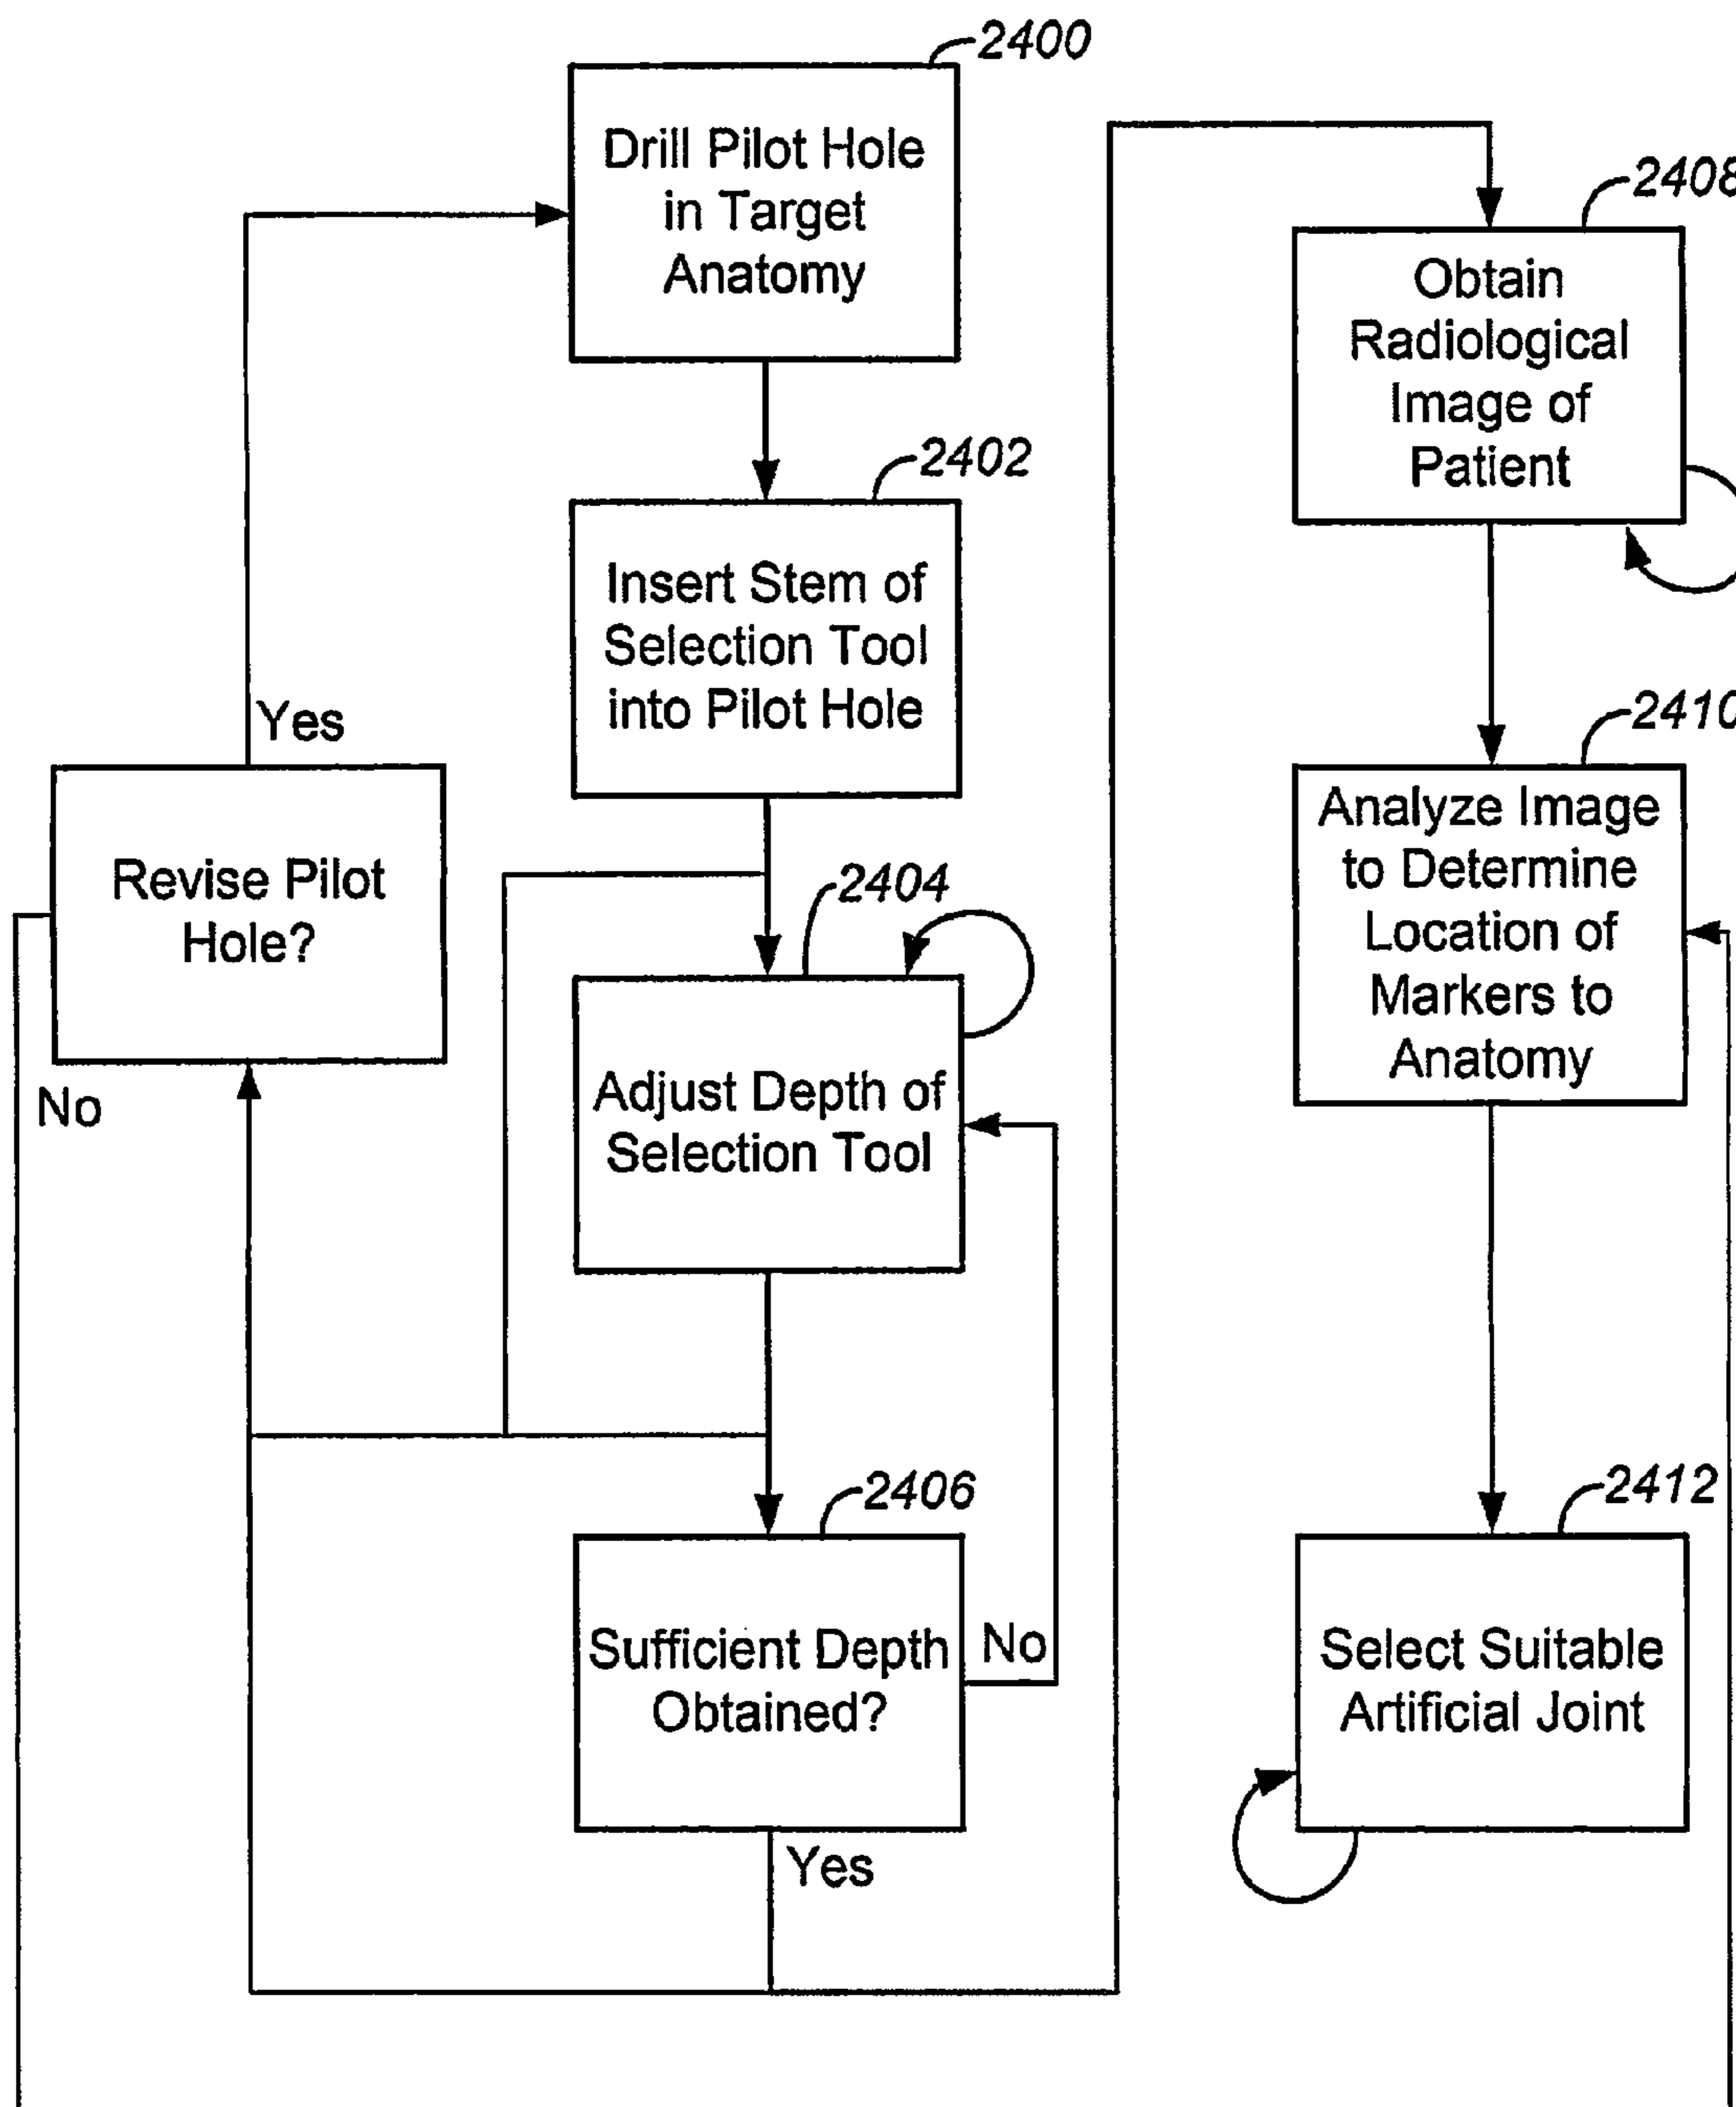 2400
Drill Pilot Hole
in Target
Anatomy
2402
Insert Stem of
Selection Tool
into Pilot Hole
Yes
Revise Pilot
Hole?
No
2404
Adjust Depth of
Selection Tool
2406
Sufficient Depth
Obtained?
No
Yes
2408
Obtain
Radiological
Image of
Patient
2410
Analyze Image
to Determine
Location of
Markers to
Anatomy
2412
Select Suitable
Artificial Joint